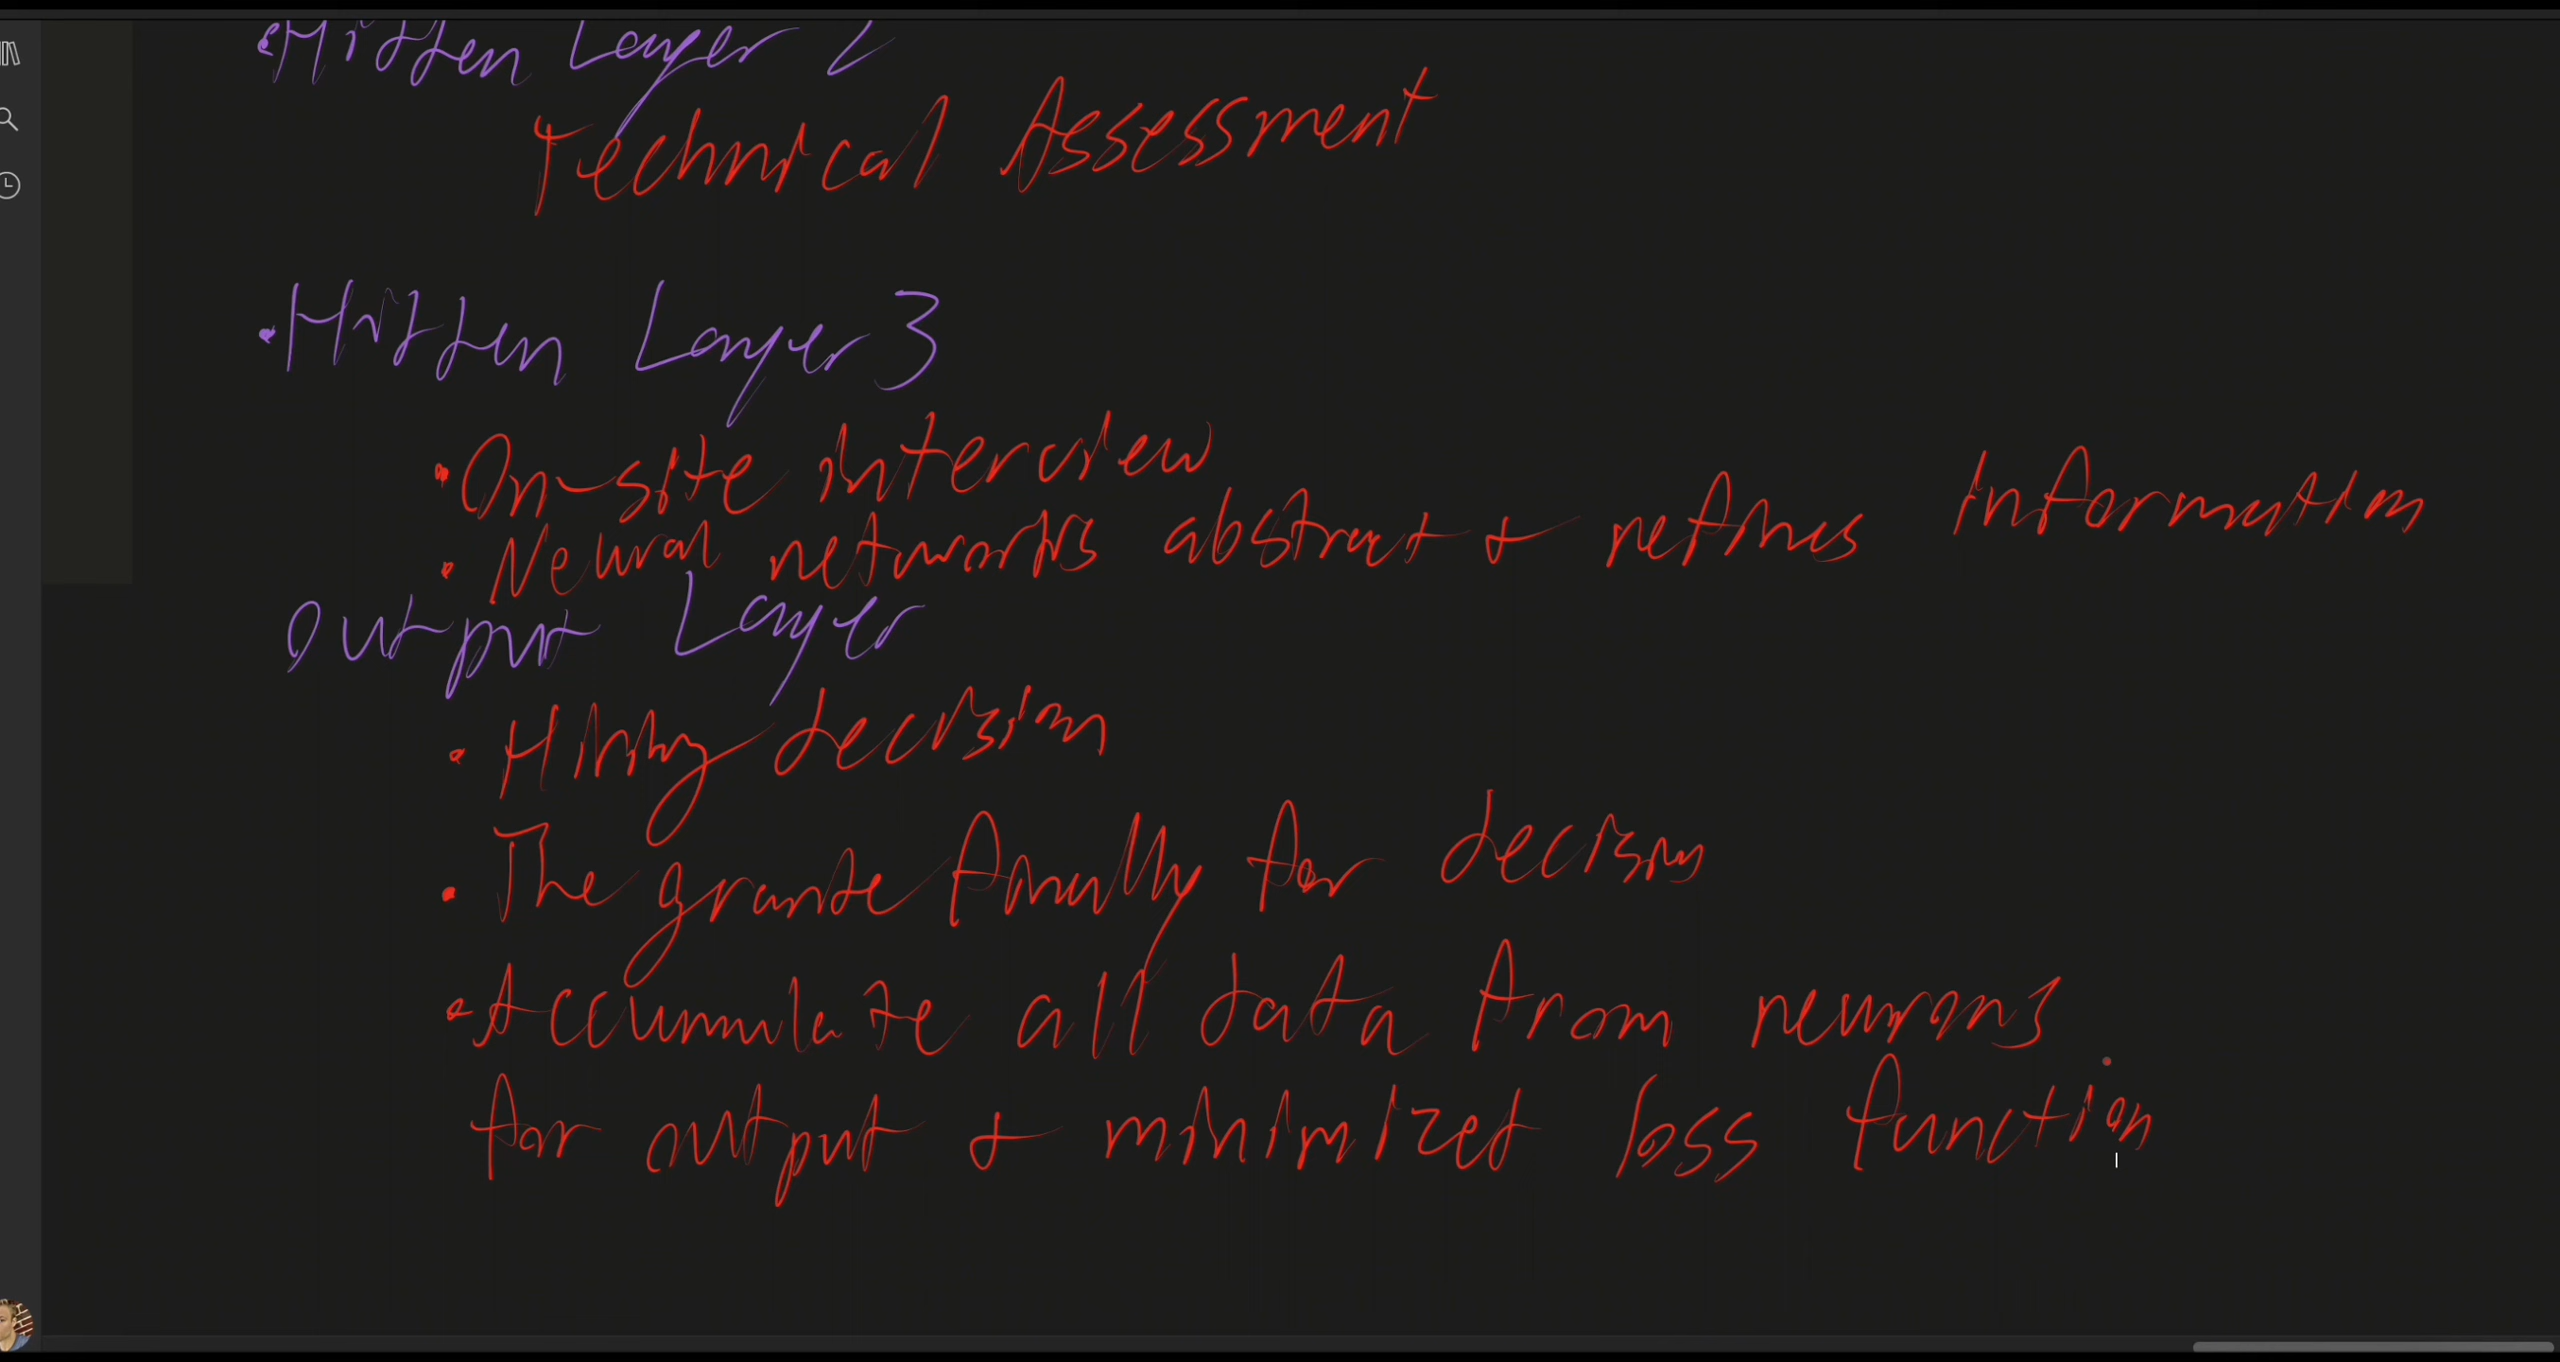 •Hidden Layer 2
Technical Assessment
•Hidden Layer 3
•On-site interview
•Neural networks abstract + refines information
Output Layer
•Hiring decision
•The grande finally for decision
•Accumulate all data from neurons
for output + minimized loss function